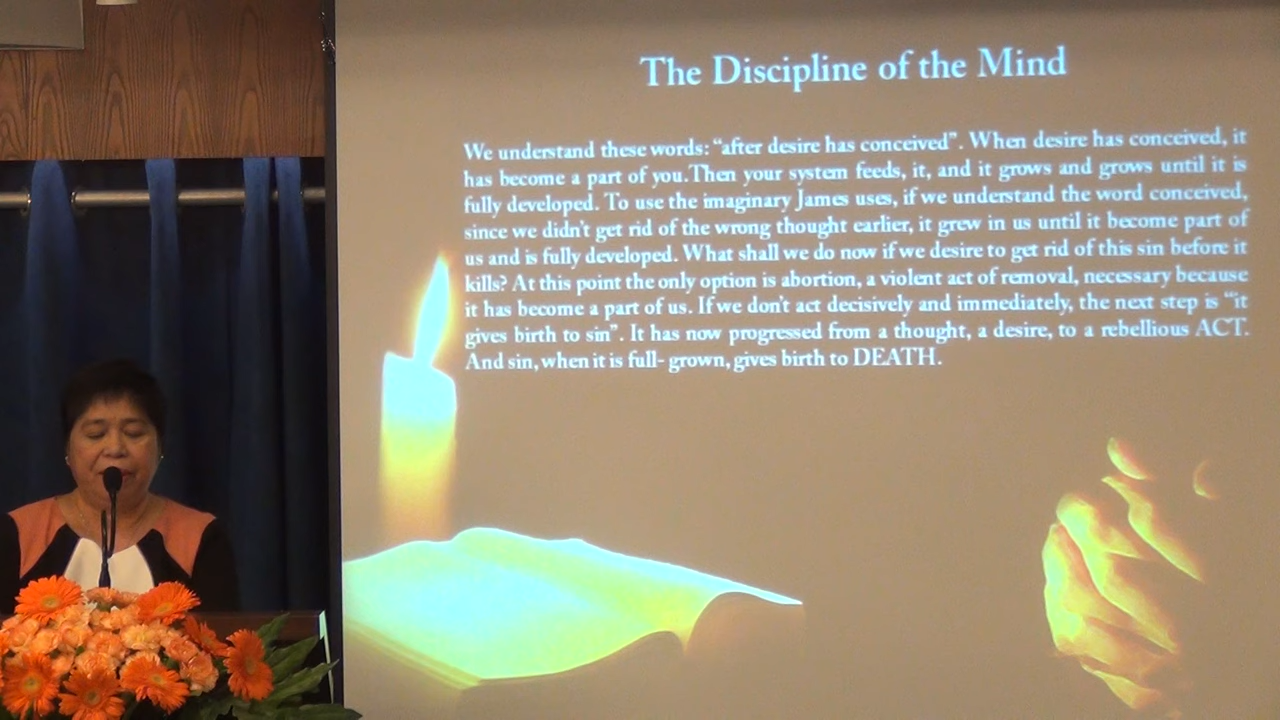 The Discipline of the Mind
We understand these words: “after desire has conceived”. When desire has conceived, it
has become a part of you.Then your system feeds, it, and it grows and grows until it is
fully developed. To use the imaginary James uses, if we understand the word conceived,
since we didn’t get rid of the wrong thought earlier, it grew in us until it become part of
us and is fully developed. What shall we do now if we desire to get rid of this sin before it
kills? At this point the only option is abortion, a violent act of removal, necessary because
it has become a part of us. If we don’t act decisively and immediately, the next step is “it
gives birth to sin”. It has now progressed from a thought, a desire, to a rebellious ACT.
And sin, when it is full- grown, gives birth to DEATH.